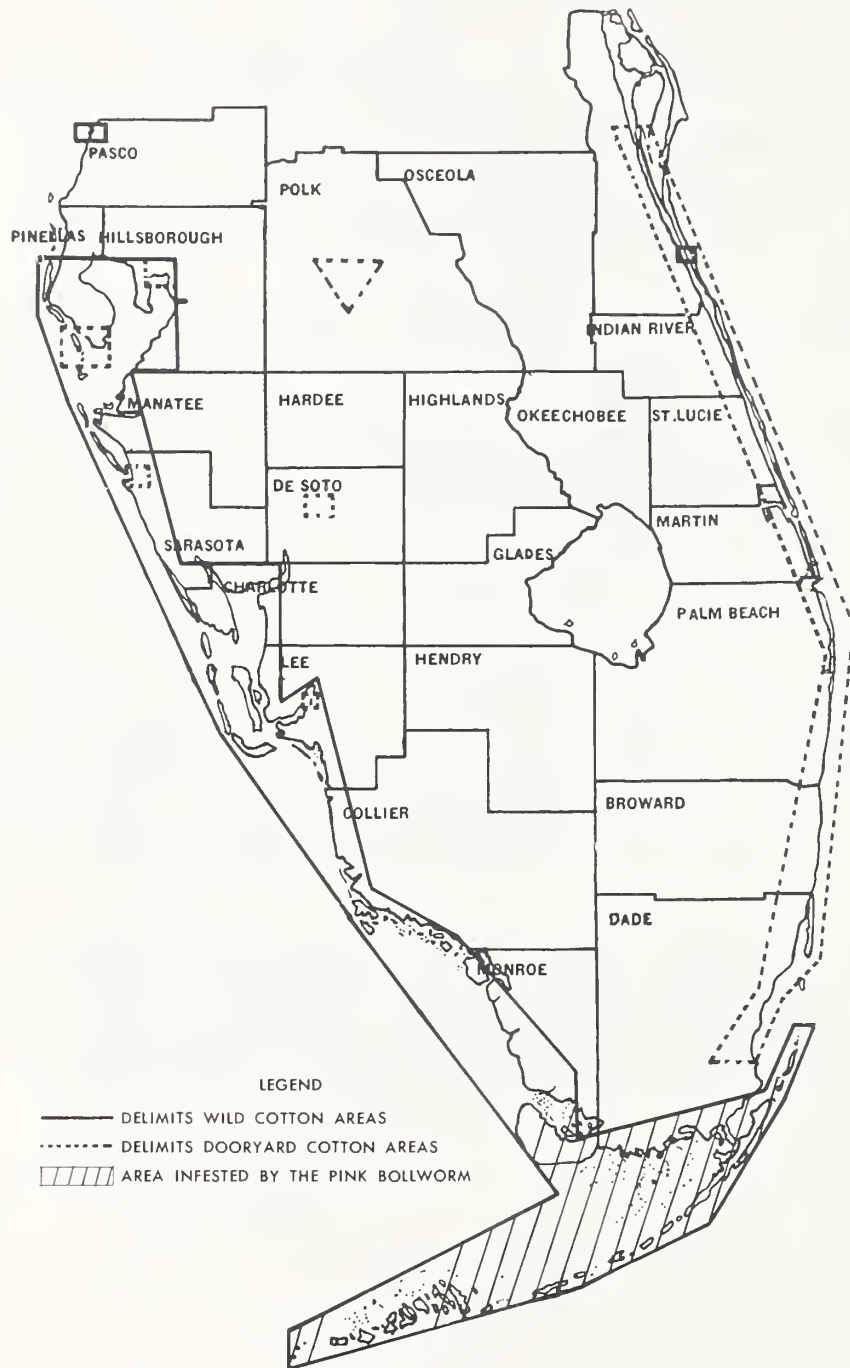 PASCO
POLK
OSCEOLA
PINELLAS
HILLSBOROUGH
INDIAN RIVER
MANATEE
HARDEE
HIGHLANDS
OKEECHOBEE
ST.LUCIE
DE SOTO
MARTIN
SARASOTA
GLADES
CHARLOTTE
PALM BEACH
LEE
HENDRY
BROWARD
COLLIER
DADE
MONROE
LEGEND
DELIMITS WILD COTTON AREAS
DELIMITS DOORYARD COTTON AREAS
AREA INFESTED BY THE PINK BOLLWORM